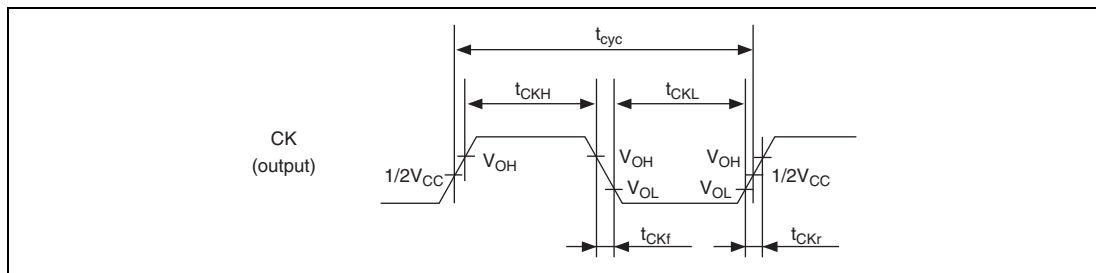 tcyc
tCKH
tCKL
CK
(output)
VOH
VOH
VOH
1/2VCC
VOL
VOL
1/2VCC
tCKf
tCKr